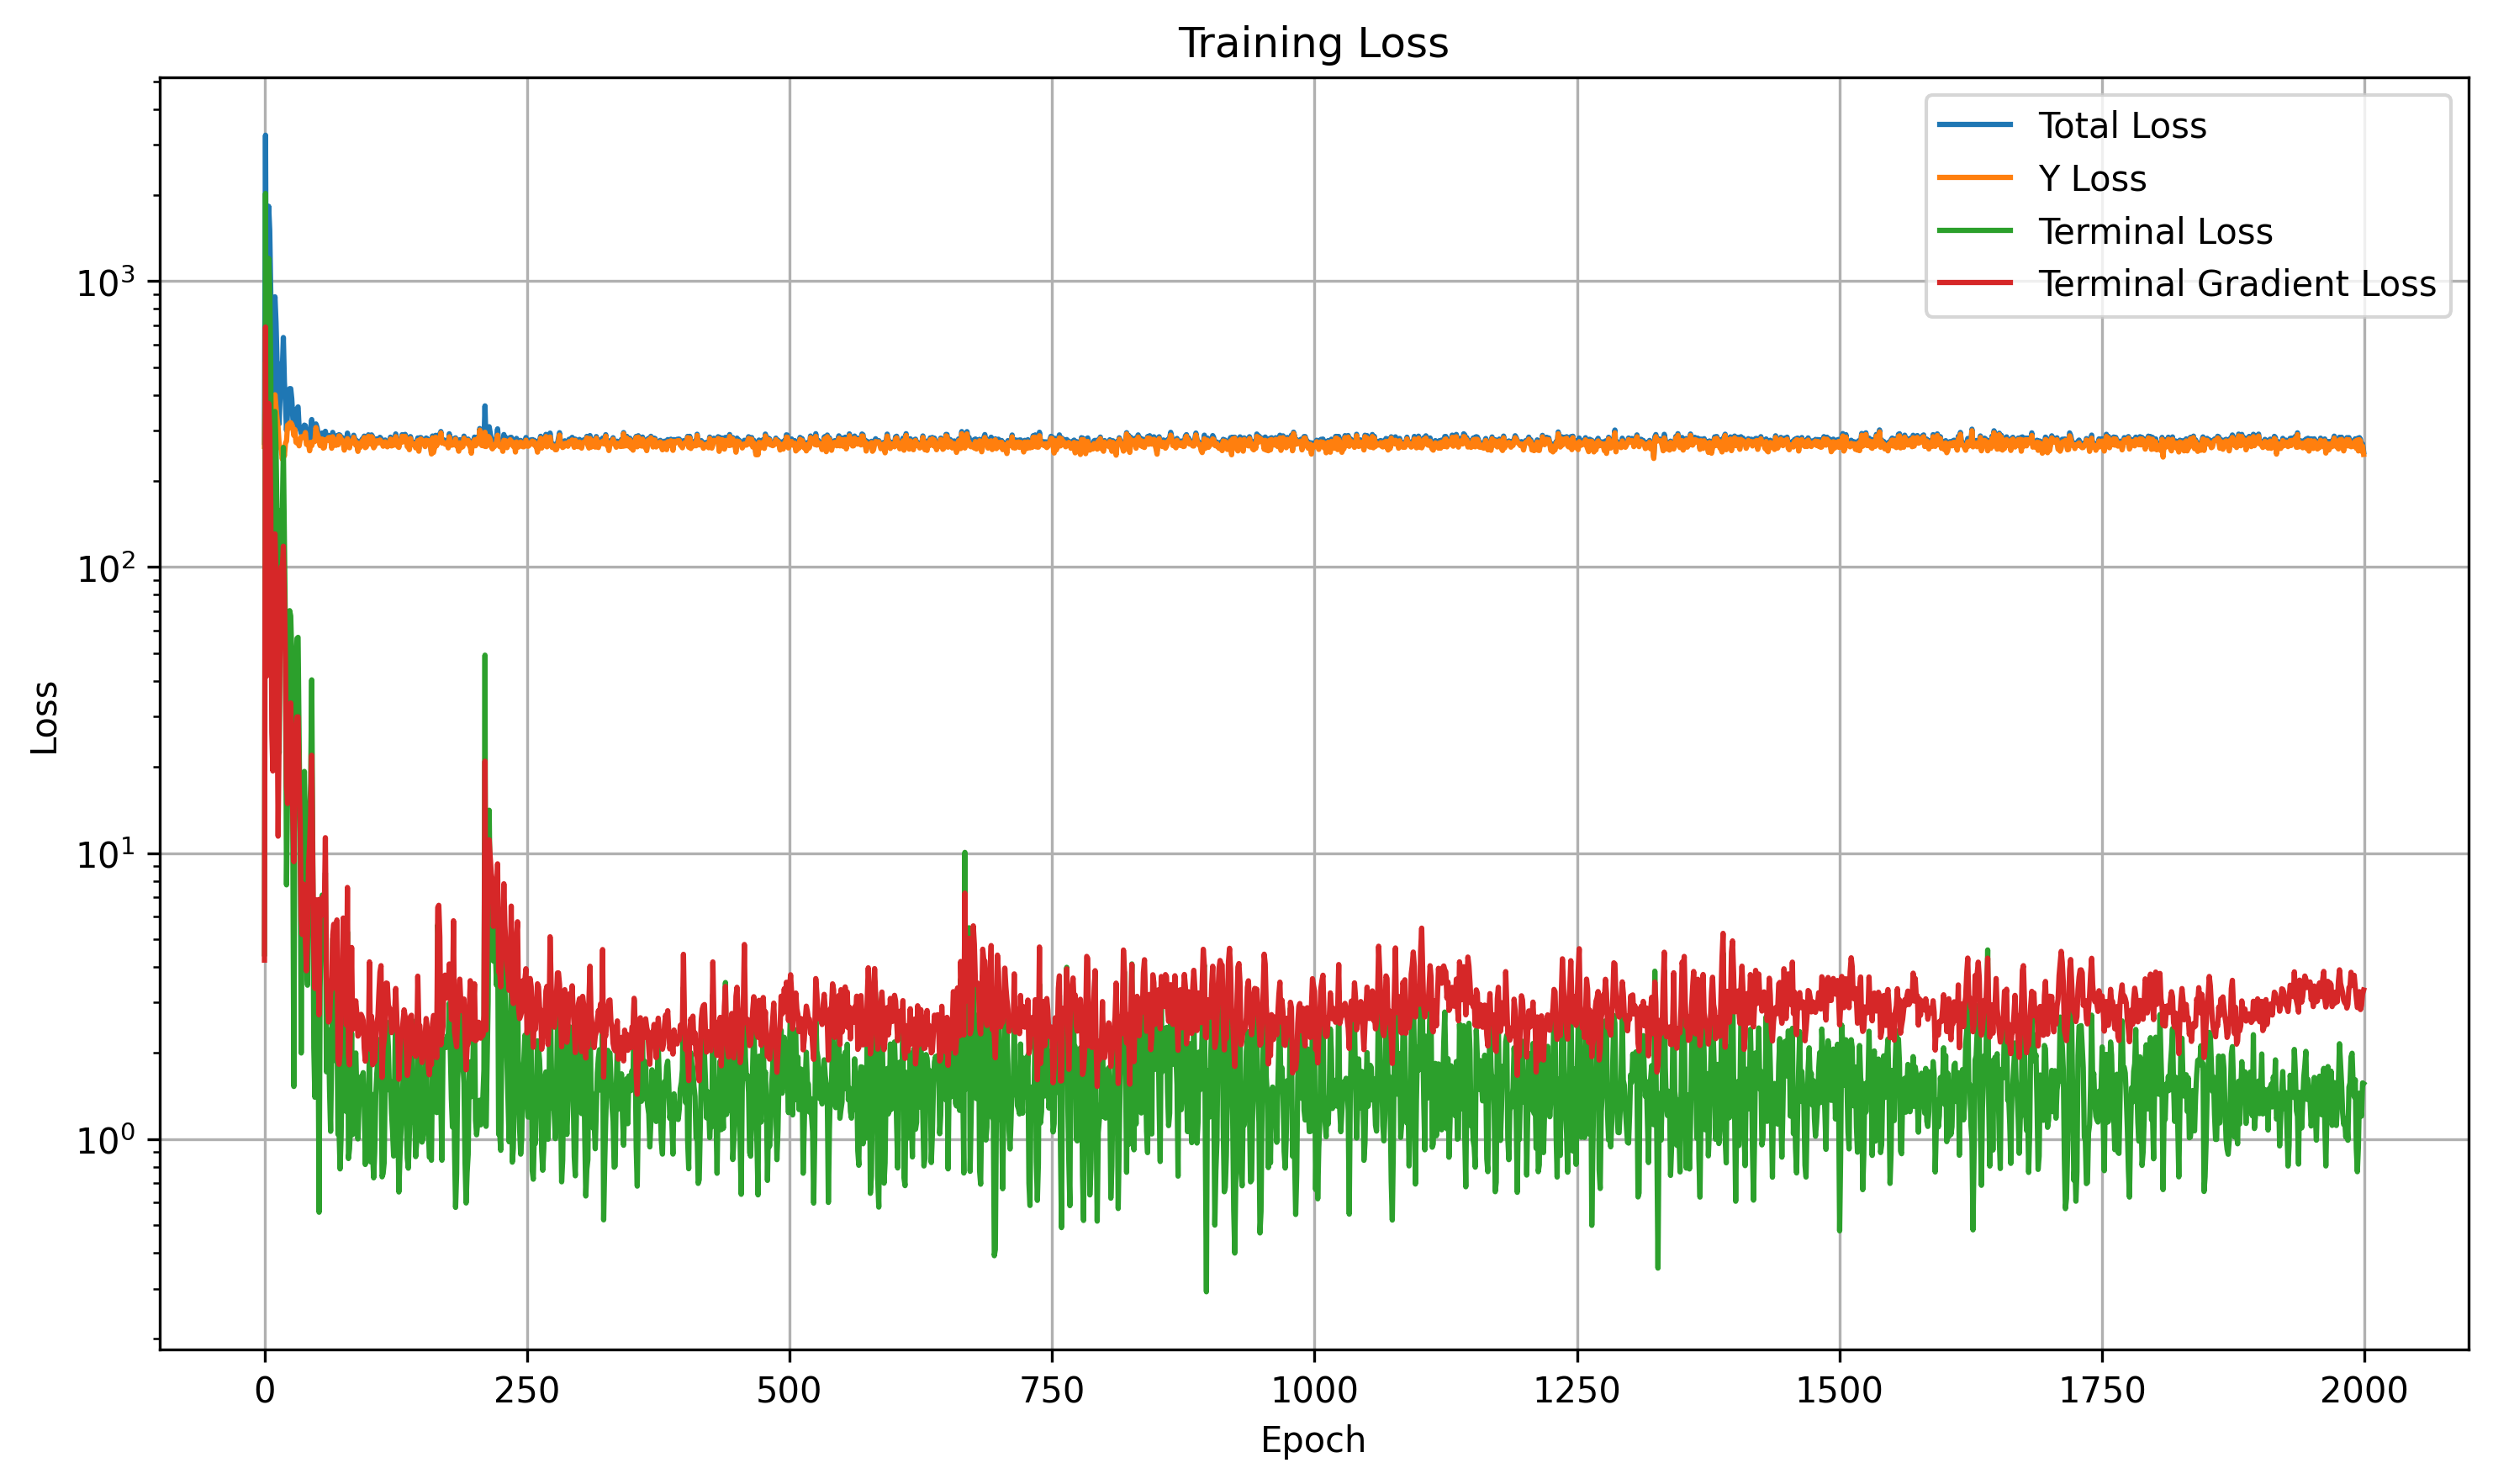 Training Loss
Total Loss
Y Loss
Terminal Loss
Terminal Gradient Loss
10³
10²
10¹
10⁰
Loss
0 250 500 750 1000 1250 1500 1750 2000
Epoch